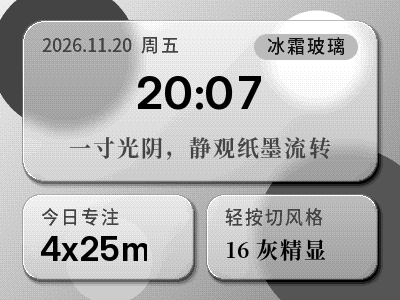 2026.11.20 周五
冰霜玻璃
20:07
一寸光阴，静观纸墨流转
今日专注
4x25m
轻按切风格
16 灰精显